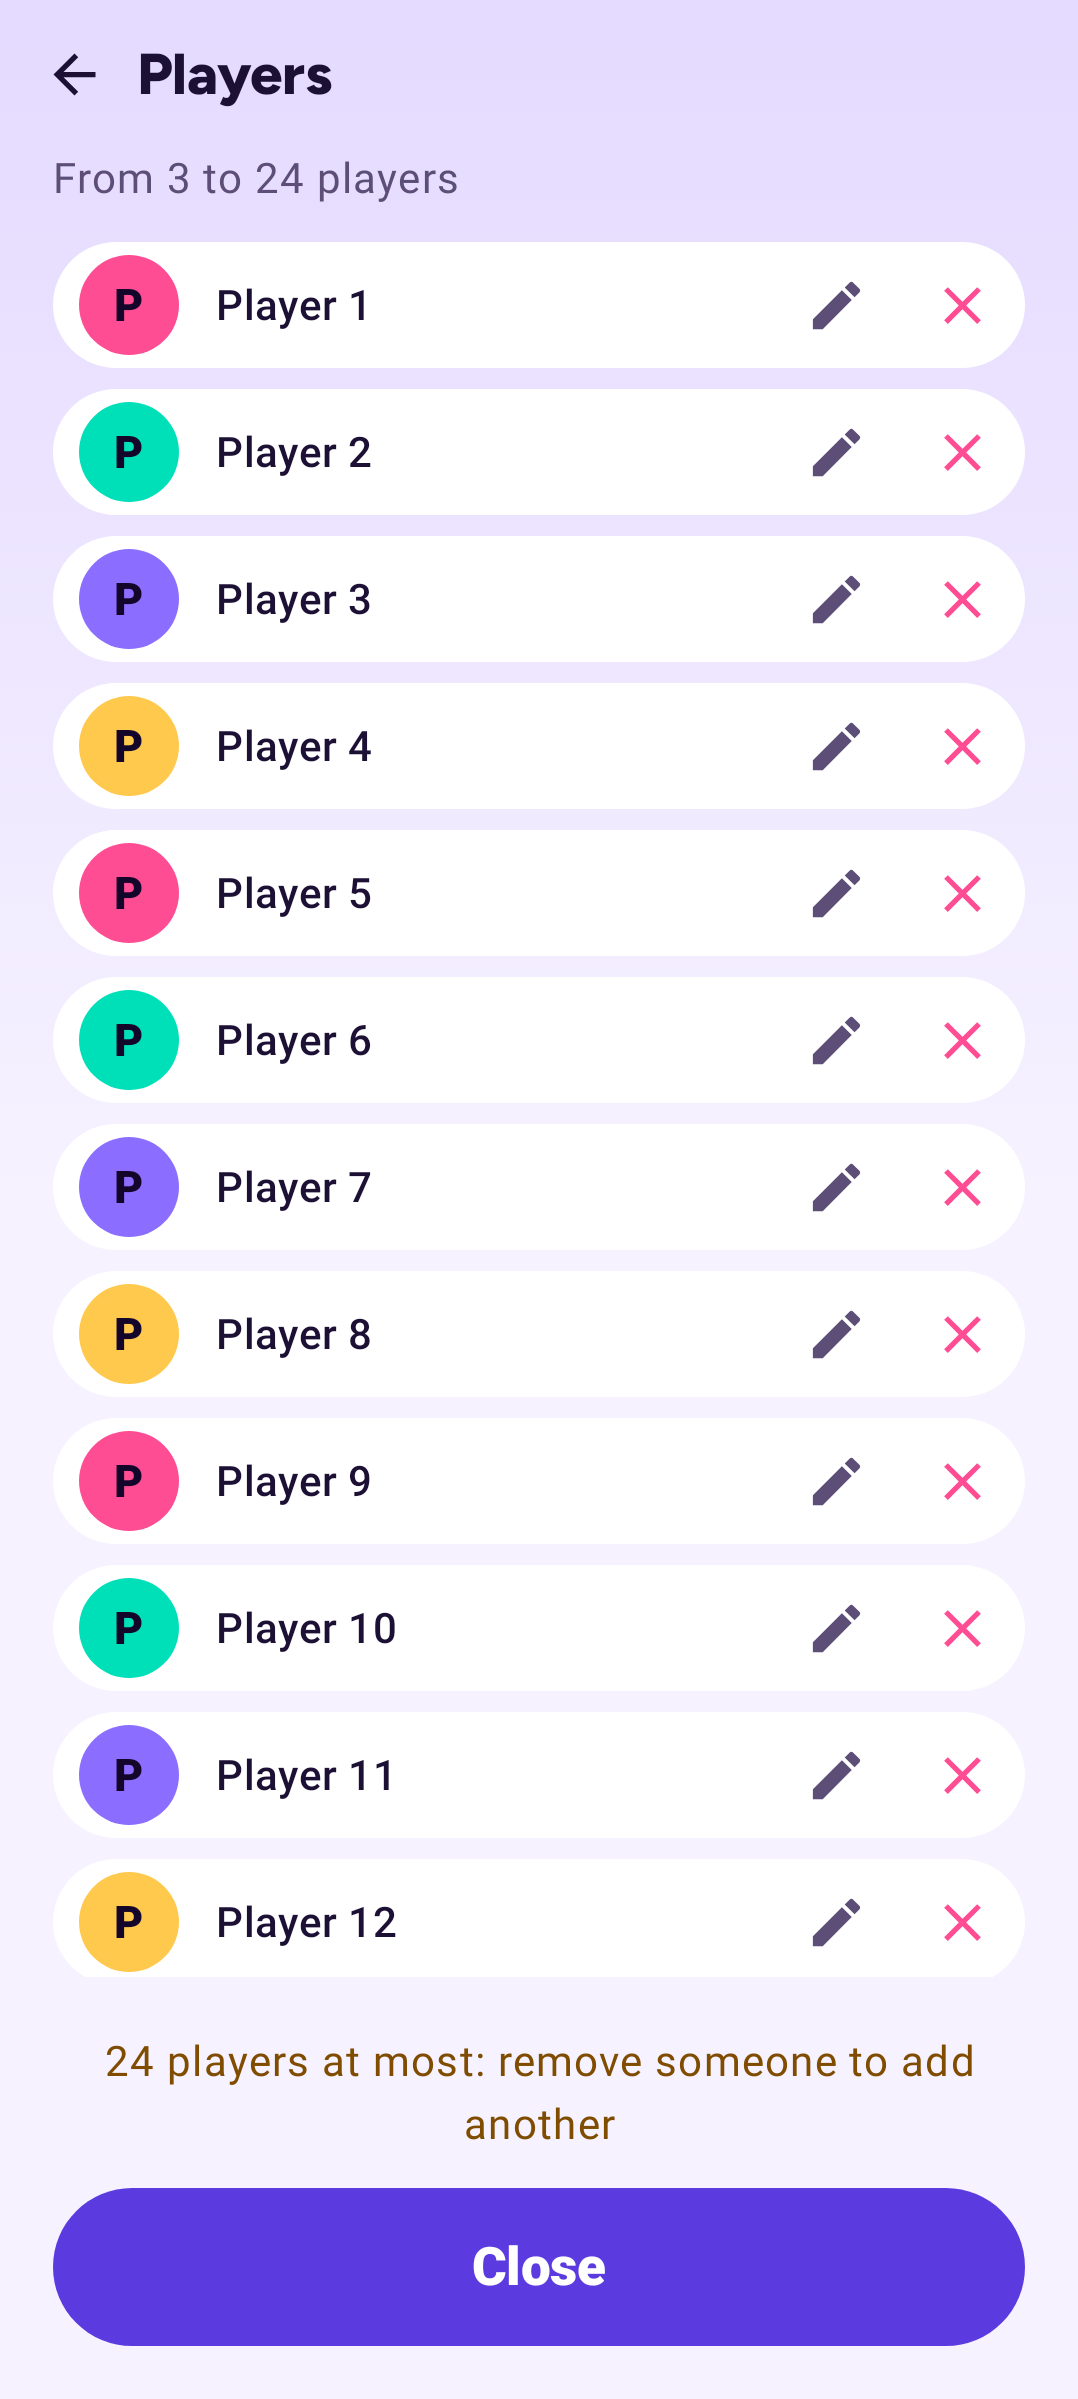 Players
From 3 to 24 players
P Player 1
P Player 2
P Player 3
P Player 4
P Player 5
P Player 6
P Player 7
P Player 8
P Player 9
P Player 10
P Player 11
P Player 12
24 players at most: remove someone to add
another
Close